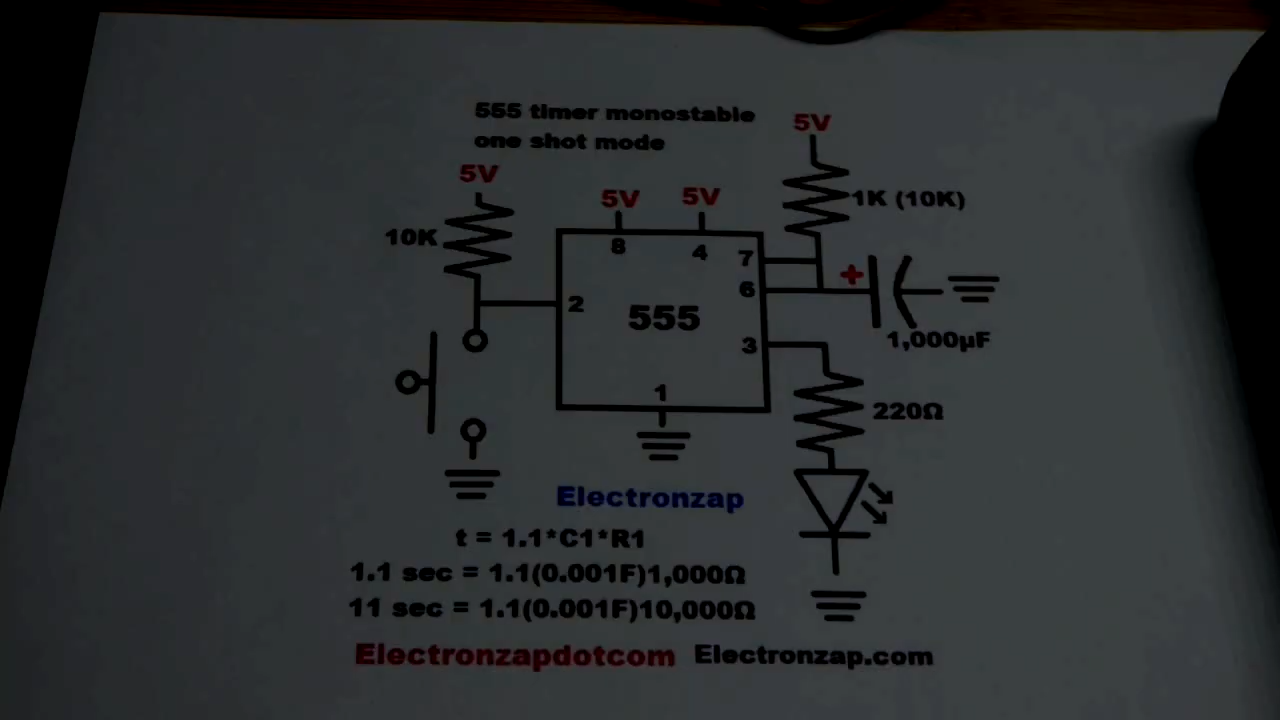 555 timer monostable
one shot mode
5V
5V
5V
5V
10K
1K (10K)
8
4
7
6
2
555
3
1
1,000µF
220Ω
Electronzap
t = 1.1*C1*R1
1.1 sec = 1.1(0.001F)1,000Ω
11 sec = 1.1(0.001F)10,000Ω
Electronzapdotcom Electronzap.com